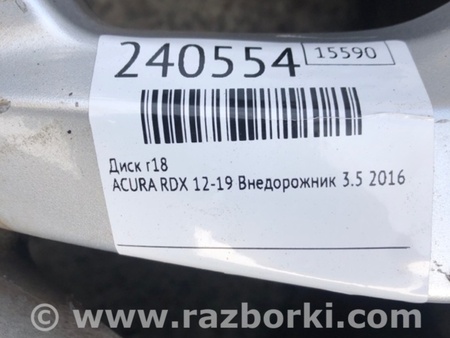 240554
15590
Диск r18
ACURA RDX 12-19 Внедорожник 3.5 2016
© www.razborki.com